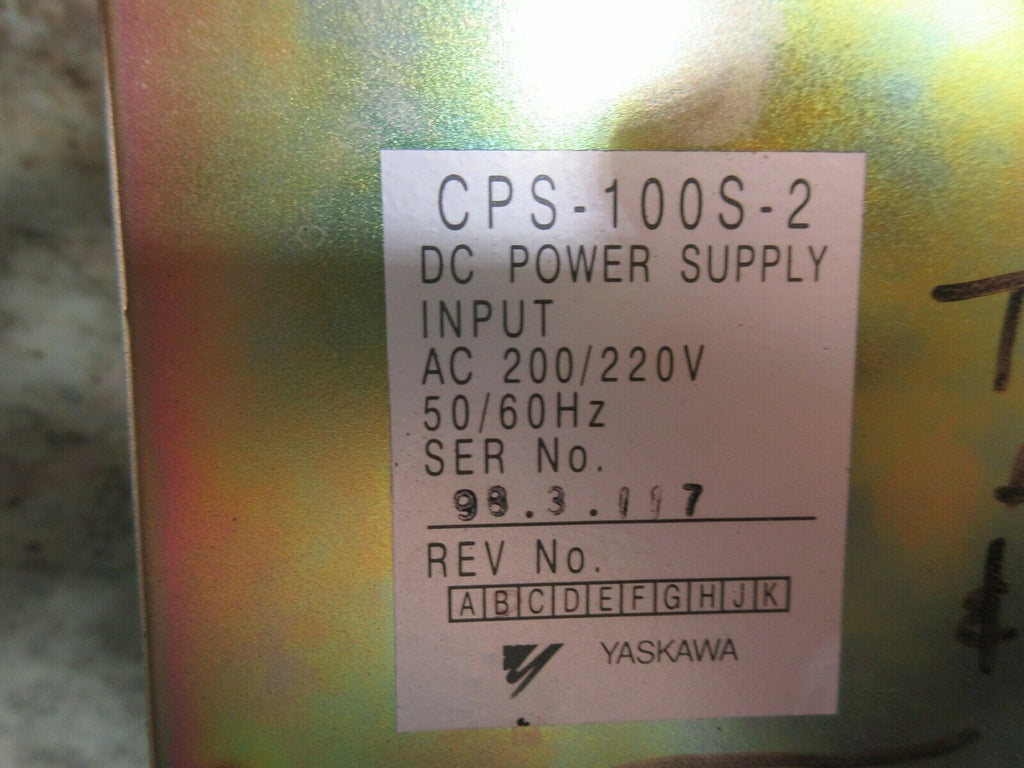 CPS-100S-2
DC POWER SUPPLY
INPUT
AC 200/220V
50/60Hz
SER No.
98.3.117
REV No.
A B C D E F G H J K
YASKAWA
T